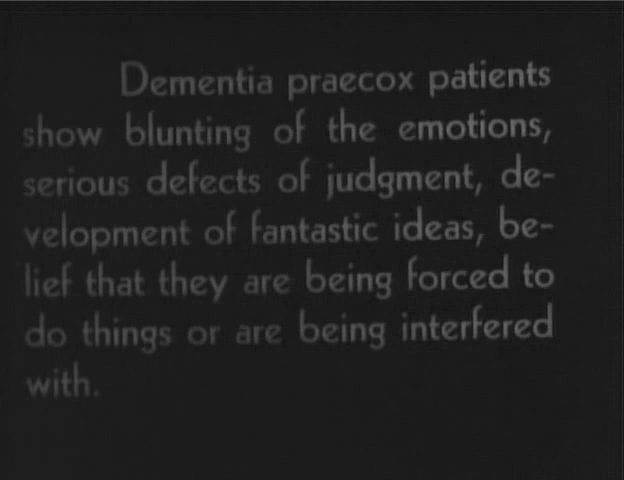 Dementia praecox patients
show blunting of the emotions,
serious defects of judgment, de-
velopment of fantastic ideas, be-
lief that they are being forced to
do things or are being interfered
with.